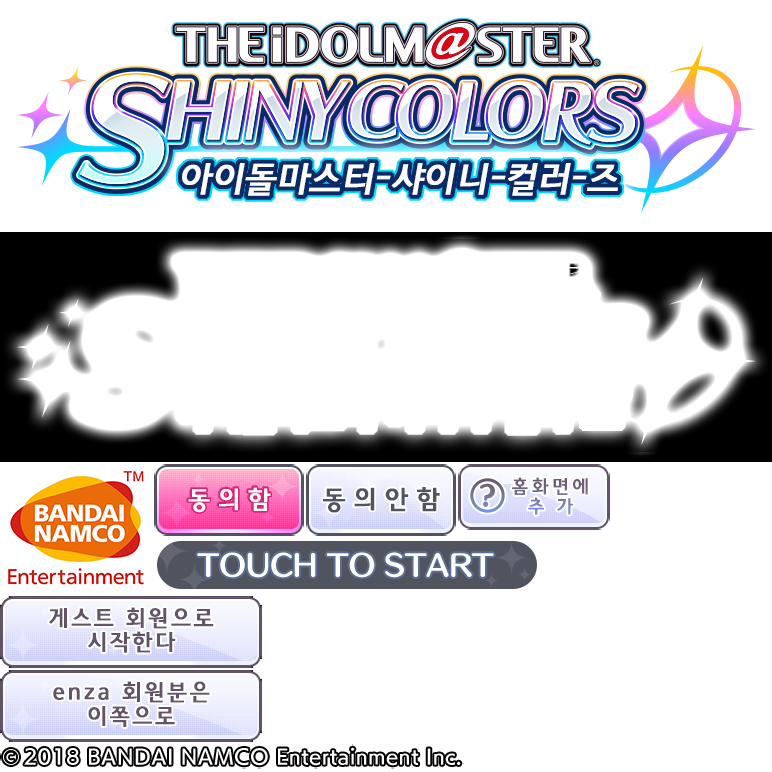 THE iDOLM@STER®
SHINY COLORS
아이돌마스터-샤이니-컬러-즈
TM
BANDAI
NAMCO
Entertainment
동의함
동의안함
? 홈화면에
추 가
TOUCH TO START
게스트 회원으로
시작한다
enza 회원분은
이쪽으로
© 2018 BANDAI NAMCO Entertainment Inc.